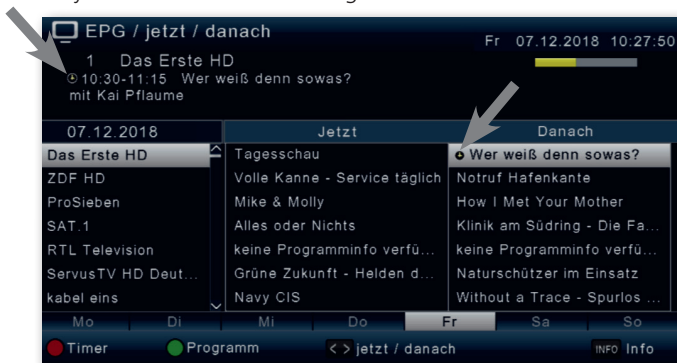 EPG / jetzt / danach
Fr 07.12.2018 10:27:50
1 Das Erste HD
10:30-11:15 Wer weiß denn sowas?
mit Kai Pflaume
07.12.2018 Jetzt Danach
Das Erste HD Tagesschau Wer weiß denn sowas?
ZDF HD Volle Kanne - Service täglich Notruf Hafenkante
ProSieben Mike & Molly How I Met Your Mother
SAT.1 Alles oder Nichts Klinik am Südring - Die Fa...
RTL Television keine Programminfo verfü... keine Programminfo verfü...
ServusTV HD Deut... Grüne Zukunft - Helden d... Naturschützer im Einsatz
kabel eins Navy CIS Without a Trace - Spurlos ...
Mo Di Mi Do Fr Sa So
Timer Programm < > jetzt / danach INFO Info